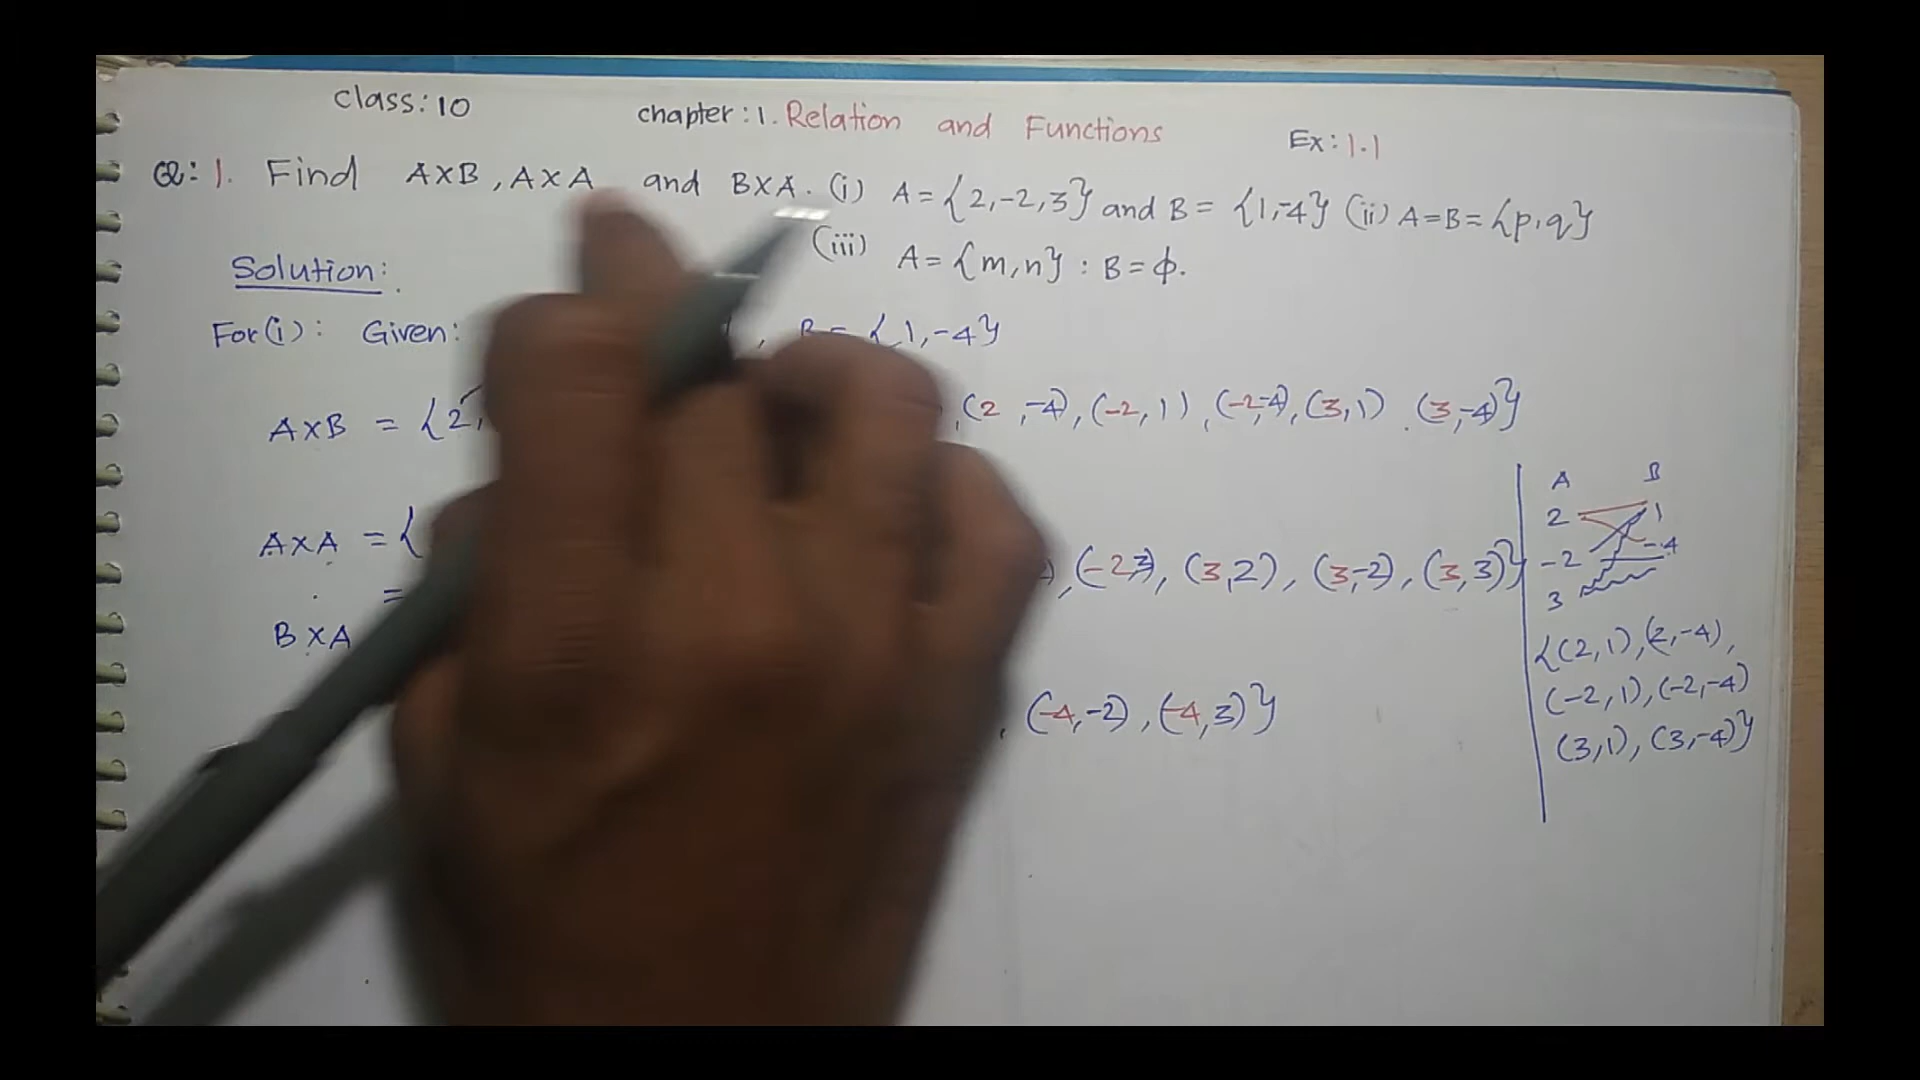 class: 10 chapter: 1. Relation and Functions Ex: 1.1
Q: 1. Find A×B, A×A and B×A. (i) A = {2,-2,3} and B = {1,-4} (ii) A=B= {p,q}
(iii) A = {m,n} : B = ϕ.
Solution:
For(i): Given: , B = {1,-4}
A×B = {2, ,(2,-4),(-2,1),(-2,-4),(3,1),(3,-4)}
A×A = {
= ,(-2,3),(3,2),(3,-2),(3,3)}
B×A
,(-4,-2),(-4,3)}
A B
2 1
-2 -4
3
{(2,1),(2,-4),
(-2,1),(-2,-4)
(3,1),(3,-4)}